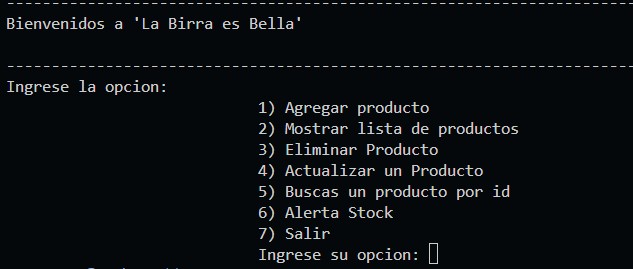 --------------------------------------------------------------------
Bienvenidos a 'La Birra es Bella'
--------------------------------------------------------------------
Ingrese la opcion:
1) Agregar producto
2) Mostrar lista de productos
3) Eliminar Producto
4) Actualizar un Producto
5) Buscas un producto por id
6) Alerta Stock
7) Salir
Ingrese su opcion: